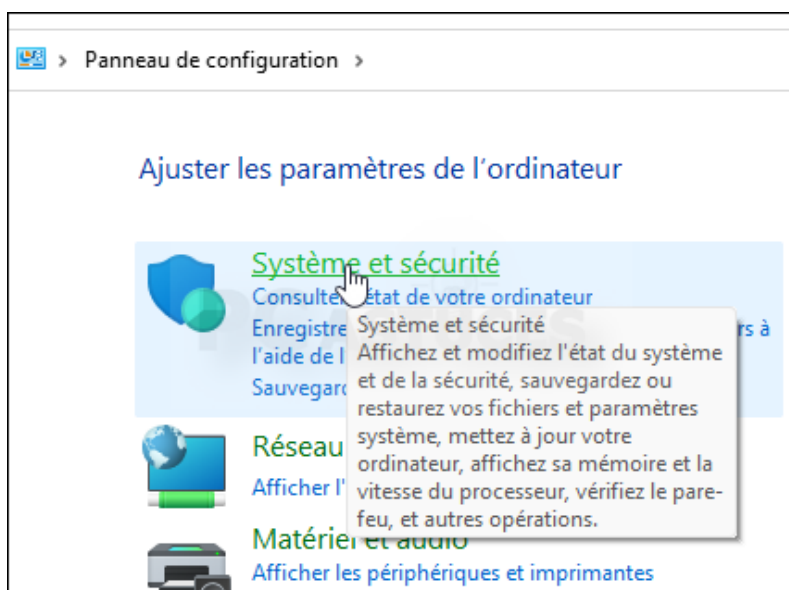 Panneau de configuration
Ajuster les paramètres de l'ordinateur
Système et sécurité
Consulter état de votre ordinateur
Enregistre
rs à
l'aide de l
Sauvegard
Système et sécurité
Affichez et modifiez l'état du système
et de la sécurité, sauvegardez ou
restaurez vos fichiers et paramètres
système, mettez à jour votre
ordinateur, affichez sa mémoire et la
vitesse du processeur, vérifiez le pare-
feu, et autres opérations.
Réseau
Afficher l'
Matériel et audio
Afficher les périphériques et imprimantes